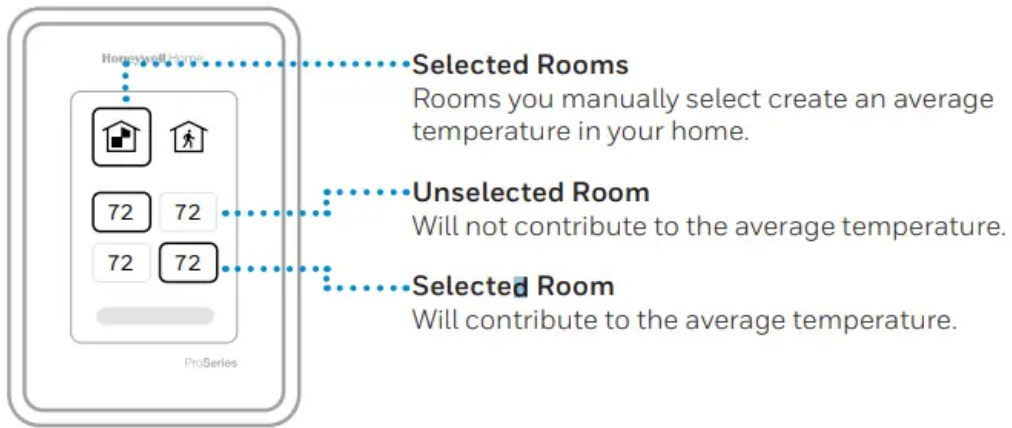 Honeywell Home
Selected Rooms
Rooms you manually select create an average
temperature in your home.
72 72
Unselected Room
Will not contribute to the average temperature.
72 72
Selected Room
Will contribute to the average temperature.
ProSeries